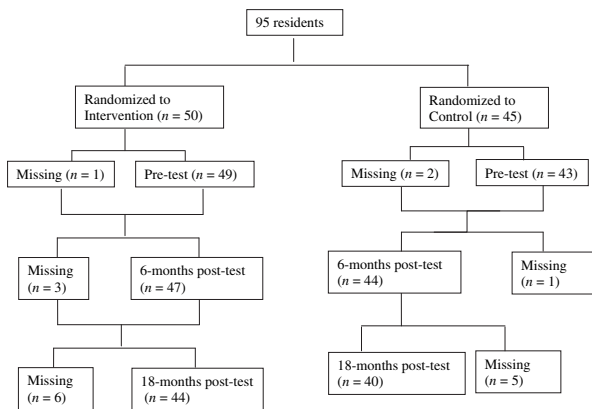 95 residents
Randomized to
Intervention (n = 50)
Randomized to
Control (n = 45)
Missing (n = 1)
Pre-test (n = 49)
Missing (n = 2)
Pre-test (n = 43)
Missing
(n = 3)
6-months post-test
(n = 47)
6-months post-test
(n = 44)
Missing
(n = 1)
Missing
(n = 6)
18-months post-test
(n = 44)
18-months post-test
(n = 40)
Missing
(n = 5)